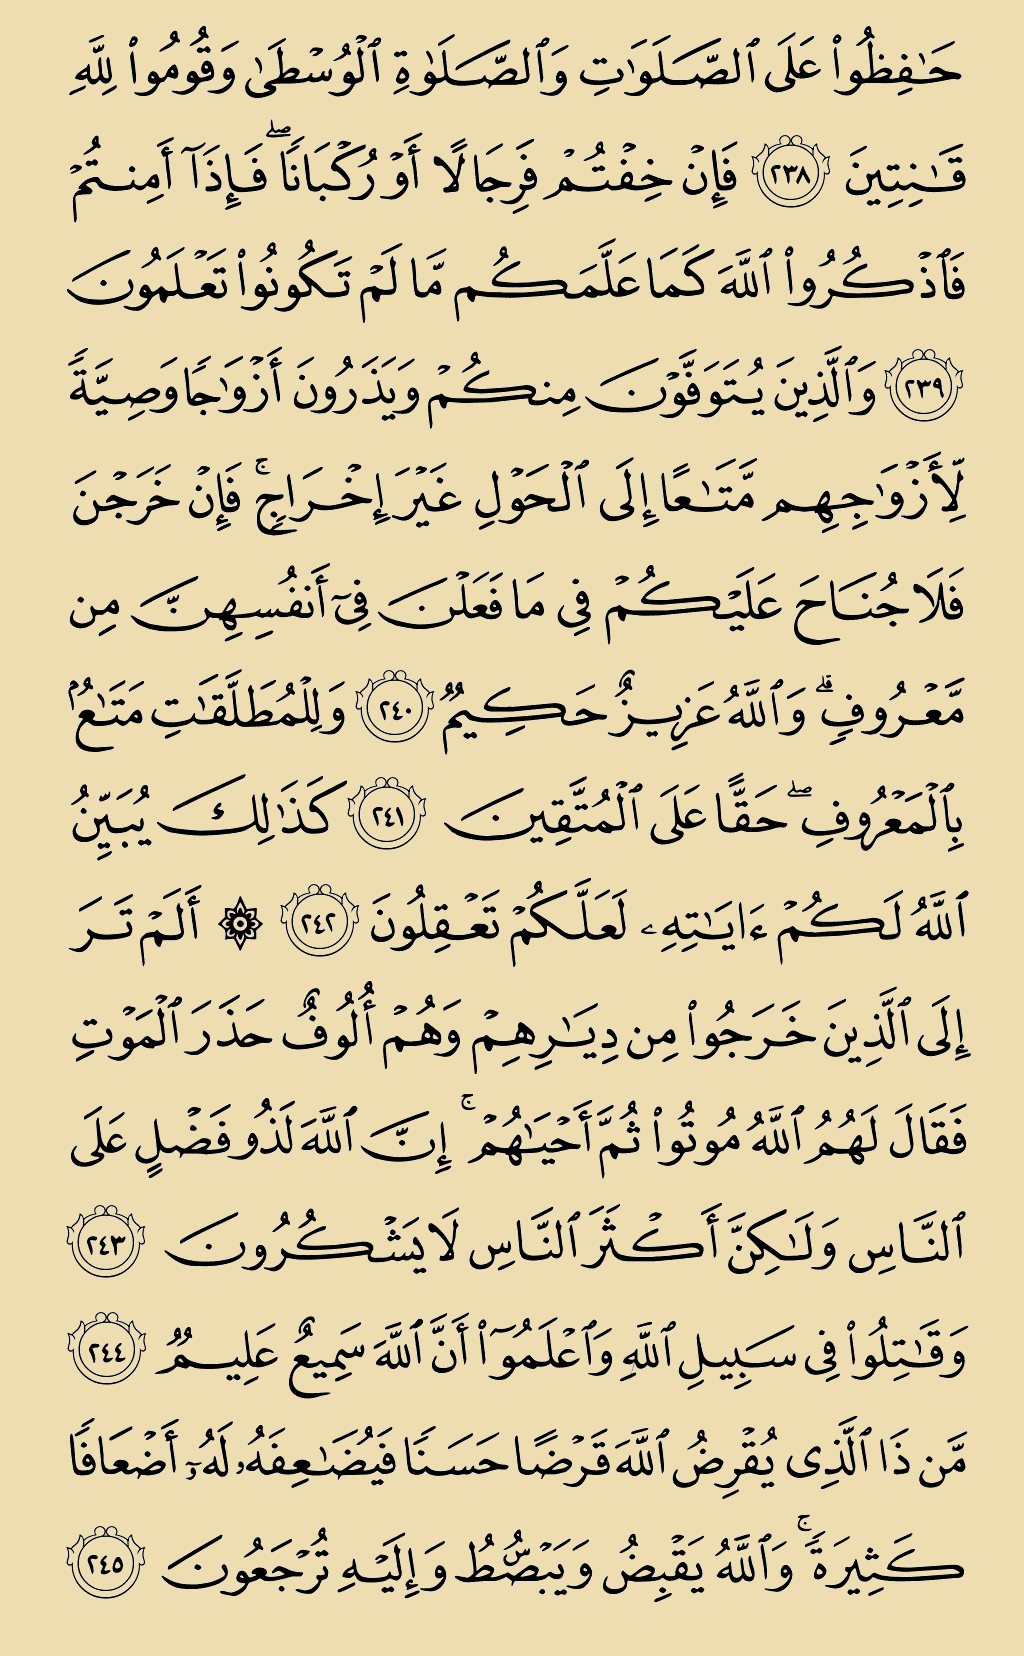 حَـٰفِظُوا۟ عَلَى ٱلصَّلَوَٰتِ وَٱلصَّلَوٰةِ ٱلْوُسْطَىٰ وَقُومُوا۟ لِلَّهِ
قَـٰنِتِينَ ٢٣٨ فَإِنْ خِفْتُمْ فَرِجَالًا أَوْ رُكْبَانًا ۖ فَإِذَآ أَمِنتُمْ
فَٱذْكُرُوا۟ ٱللَّهَ كَمَا عَلَّمَكُم مَّا لَمْ تَكُونُوا۟ تَعْلَمُونَ
٢٣٩ وَٱلَّذِينَ يُتَوَفَّوْنَ مِنكُمْ وَيَذَرُونَ أَزْوَٰجًا وَصِيَّةً
لِّأَزْوَٰجِهِم مَّتَـٰعًا إِلَى ٱلْحَوْلِ غَيْرَ إِخْرَاجٍ ۚ فَإِنْ خَرَجْنَ
فَلَا جُنَاحَ عَلَيْكُمْ فِي مَا فَعَلْنَ فِىٓ أَنفُسِهِنَّ مِن
مَّعْرُوفٍ ۗ وَٱللَّهُ عَزِيزٌ حَكِيمٌ ٢٤٠ وَلِلْمُطَلَّقَـٰتِ مَتَـٰعٌۢ
بِٱلْمَعْرُوفِ ۖ حَقًّا عَلَى ٱلْمُتَّقِينَ ٢٤١ كَذَٰلِكَ يُبَيِّنُ
ٱللَّهُ لَكُمْ ءَايَـٰتِهِۦ لَعَلَّكُمْ تَعْقِلُونَ ٢٤٢ ۞ أَلَمْ تَرَ
إِلَى ٱلَّذِينَ خَرَجُوا۟ مِن دِيَـٰرِهِمْ وَهُمْ أُلُوفٌ حَذَرَ ٱلْمَوْتِ
فَقَالَ لَهُمُ ٱللَّهُ مُوتُوا۟ ثُمَّ أَحْيَـٰهُمْ ۚ إِنَّ ٱللَّهَ لَذُو فَضْلٍ عَلَى
ٱلنَّاسِ وَلَـٰكِنَّ أَكْثَرَ ٱلنَّاسِ لَا يَشْكُرُونَ ٢٤٣
وَقَـٰتِلُوا۟ فِى سَبِيلِ ٱللَّهِ وَٱعْلَمُوٓا۟ أَنَّ ٱللَّهَ سَمِيعٌ عَلِيمٌ ٢٤٤
مَّن ذَا ٱلَّذِى يُقْرِضُ ٱللَّهَ قَرْضًا حَسَنًا فَيُضَـٰعِفَهُۥ لَهُۥٓ أَضْعَافًا
كَثِيرَةً ۚ وَٱللَّهُ يَقْبِضُ وَيَبْصُۜطُ وَإِلَيْهِ تُرْجَعُونَ ٢٤٥